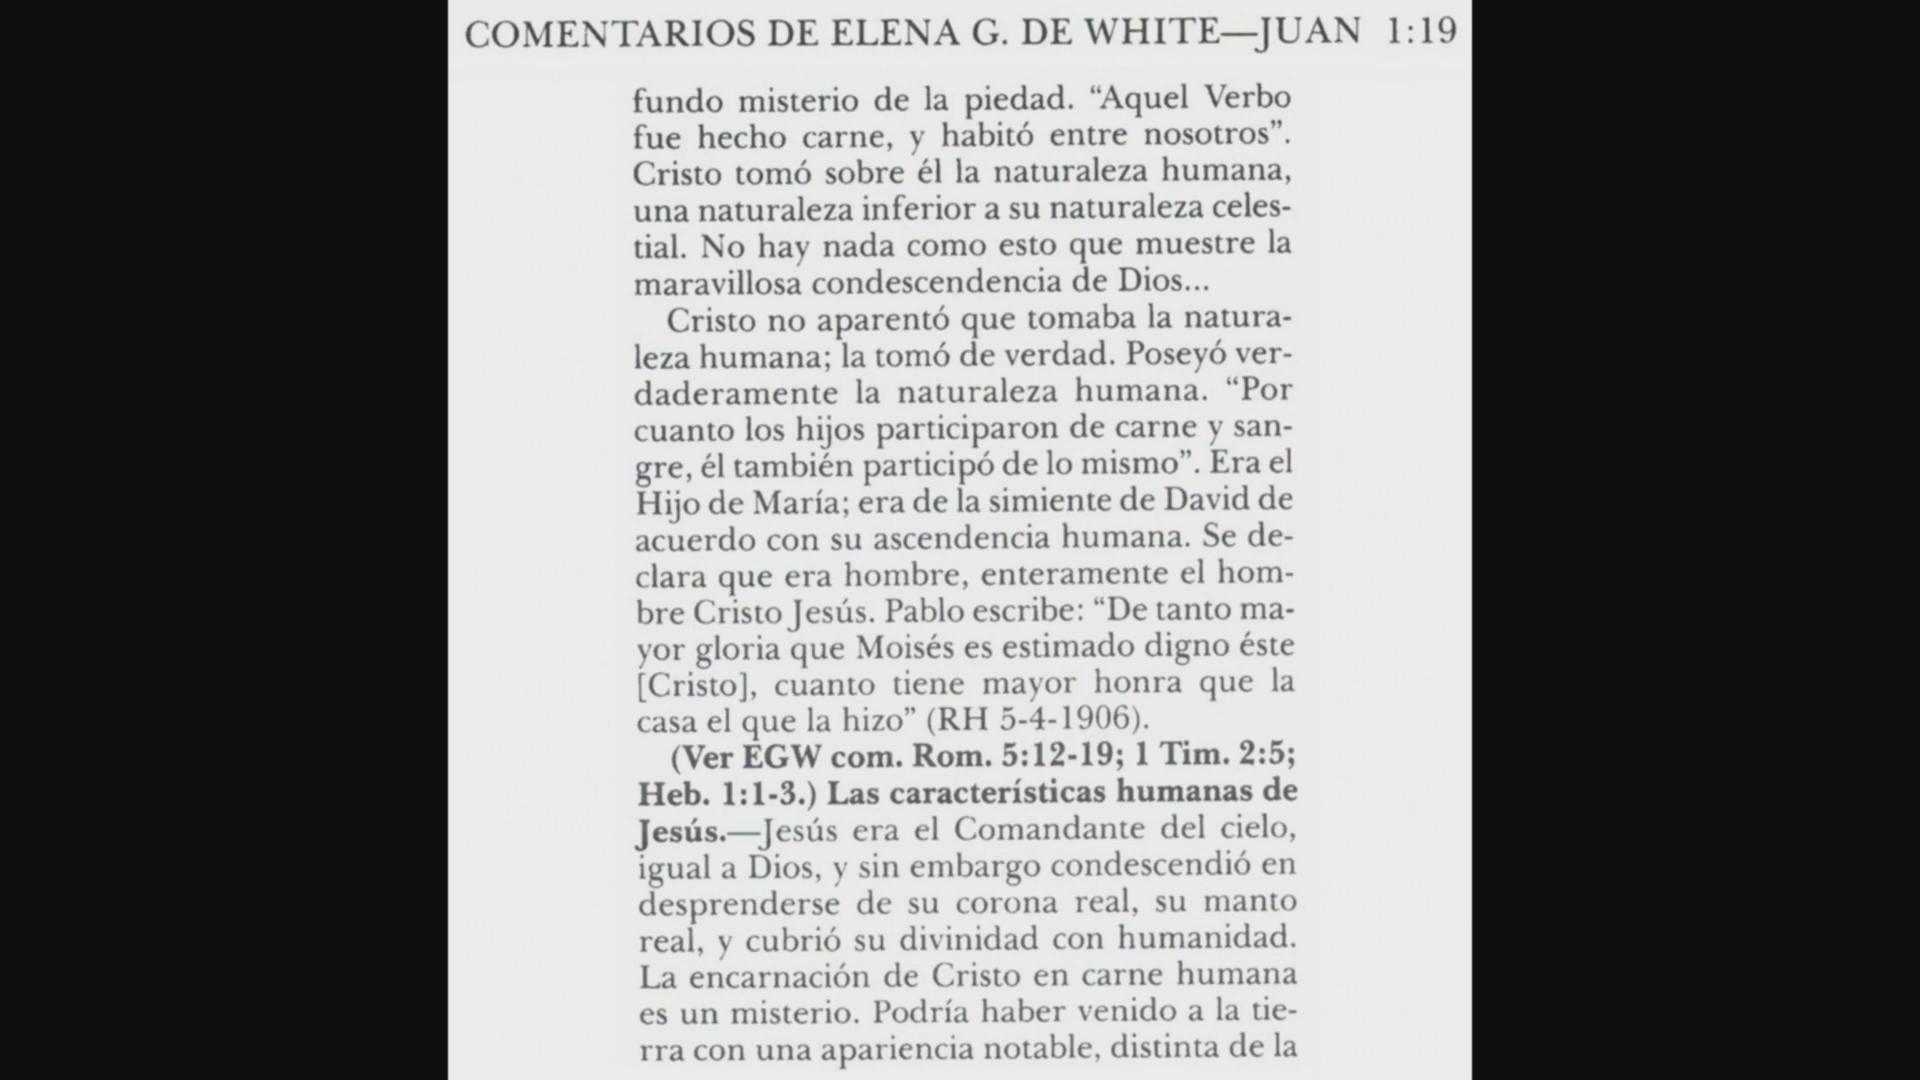 COMENTARIOS DE ELENA G. DE WHITE—JUAN 1:19
fundo misterio de la piedad. “Aquel Verbo
fue hecho carne, y habitó entre nosotros”.
Cristo tomó sobre él la naturaleza humana,
una naturaleza inferior a su naturaleza celes-
tial. No hay nada como esto que muestre la
maravillosa condescendencia de Dios...
Cristo no aparentó que tomaba la natura-
leza humana; la tomó de verdad. Poseyó ver-
daderamente la naturaleza humana. “Por
cuanto los hijos participaron de carne y san-
gre, él también participó de lo mismo”. Era el
Hijo de María; era de la simiente de David de
acuerdo con su ascendencia humana. Se de-
clara que era hombre, enteramente el hom-
bre Cristo Jesús. Pablo escribe: “De tanto ma-
yor gloria que Moisés es estimado digno éste
[Cristo], cuanto tiene mayor honra que la
casa el que la hizo” (RH 5-4-1906).
(Ver EGW com. Rom. 5:12-19; 1 Tim. 2:5;
Heb. 1:1-3.) Las características humanas de
Jesús.—Jesús era el Comandante del cielo,
igual a Dios, y sin embargo condescendió en
desprenderse de su corona real, su manto
real, y cubrió su divinidad con humanidad.
La encarnación de Cristo en carne humana
es un misterio. Podría haber venido a la tie-
rra con una apariencia notable, distinta de la